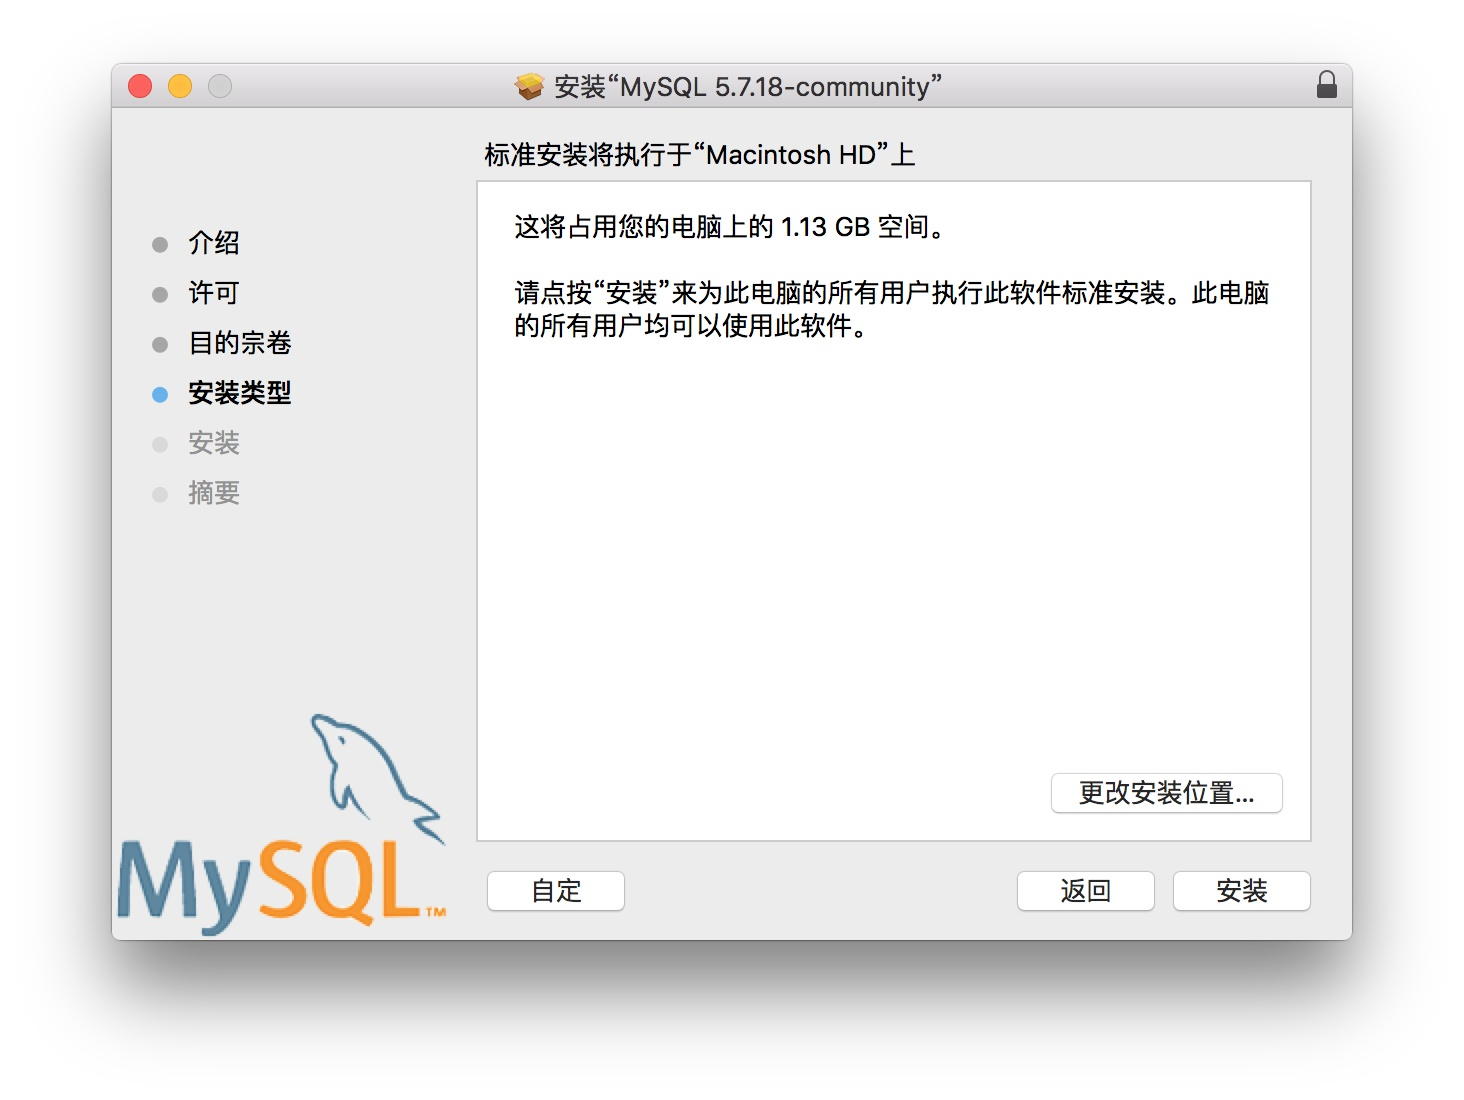 安装“MySQL 5.7.18-community”
标准安装将执行于“Macintosh HD”上
介绍
许可
目的宗卷
安装类型
安装
摘要
这将占用您的电脑上的 1.13 GB 空间。
请点按“安装”来为此电脑的所有用户执行此软件标准安装。此电脑
的所有用户均可以使用此软件。
更改安装位置...
MySQL™
自定
返回
安装